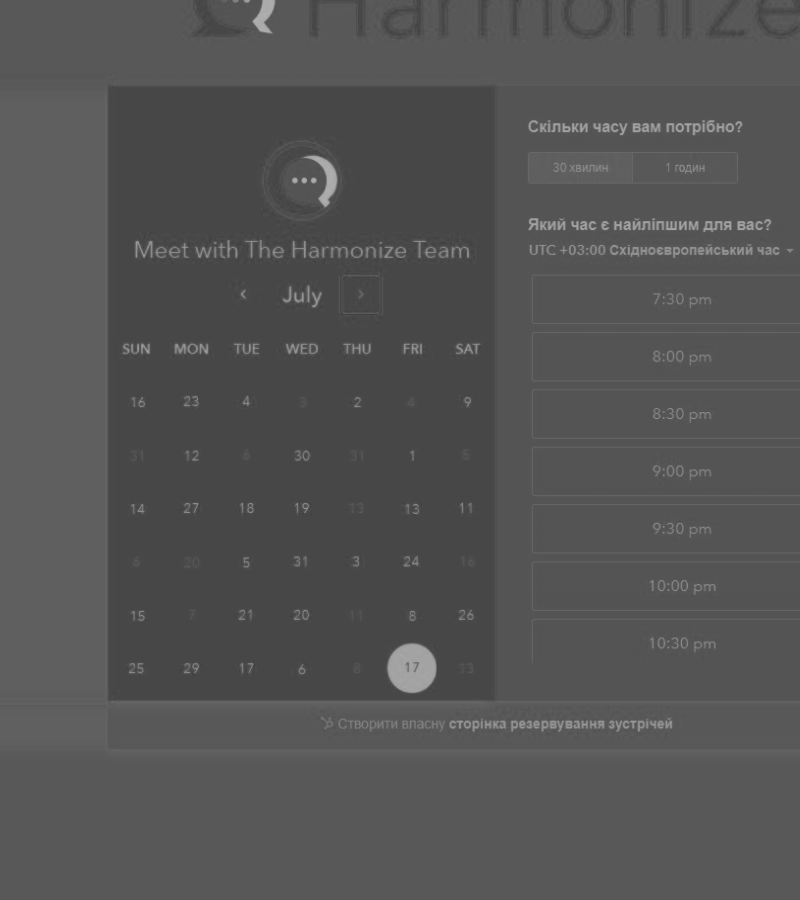 Harmonize
Meet with The Harmonize Team
July
SUN MON TUE WED THU FRI SAT
16 23 4 3 2 4 9
31 12 6 30 31 1 5
14 27 18 19 13 13 11
6 20 5 31 3 24 16
15 7 21 20 11 8 26
25 29 17 6 8 17 13
Скільки часу вам потрібно?
30 хвилин 1 годин
Який час є найліпшим для вас?
UTC +03:00 Східноєвропейський час
7:30 pm
8:00 pm
8:30 pm
9:00 pm
9:30 pm
10:00 pm
10:30 pm
Створити власну сторінка резервування зустрічей